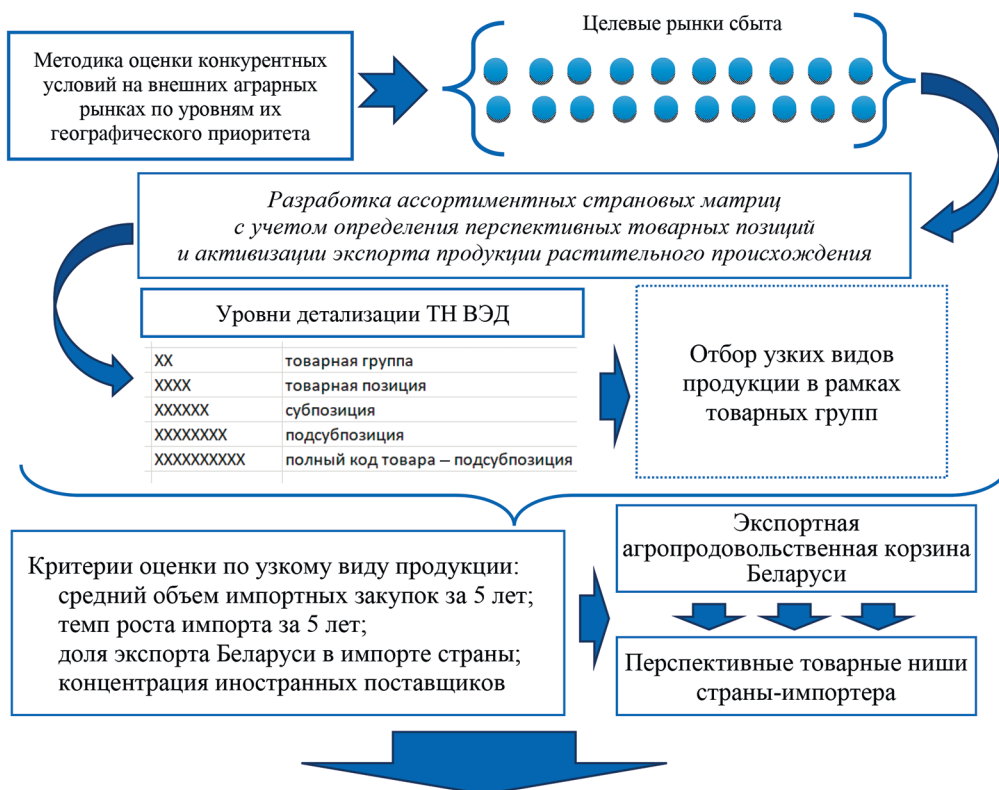 Целевые рынки сбыта
Методика оценки конкурентных
условий на внешних аграрных
рынках по уровням их
географического приоритета
Разработка ассортиментных страновых матриц
с учетом определения перспективных товарных позиций
и активизации экспорта продукции растительного происхождения
Уровни детализации ТН ВЭД
XX товарная группа
XXXX товарная позиция
XXXXXX субпозиция
XXXXXXXX подсубпозиция
XXXXXXXXXX полный код товара – подсубпозиция
Отбор узких видов
продукции в рамках
товарных групп
Критерии оценки по узкому виду продукции:
средний объем импортных закупок за 5 лет;
темп роста импорта за 5 лет;
доля экспорта Беларуси в импорте страны;
концентрация иностранных поставщиков
Экспортная
агропродовольственная корзина
Беларуси
Перспективные товарные ниши
страны-импортера